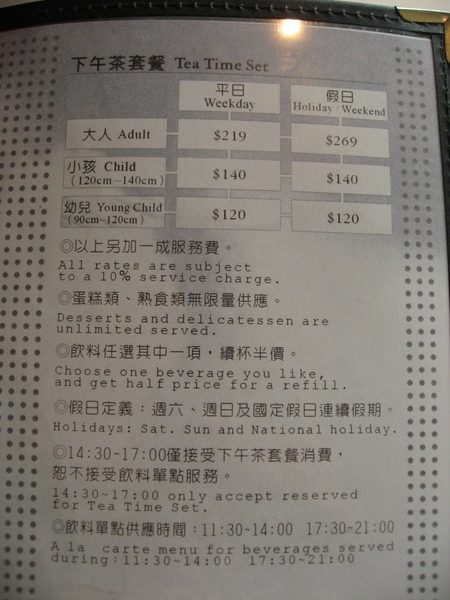 下午茶套餐 Tea Time Set
平日 假日
Weekday Holiday / Weekend
大人 Adult $219 $269
小孩 Child $140 $140
(120cm~140cm)
幼兒 Young Child $120 $120
(90cm~120cm)
◎以上另加一成服務費。
All rates are subject
to a 10% service charge.
◎蛋糕類、熟食類無限量供應。
Desserts and delicatessen are
unlimited served.
◎飲料任選其中一項，續杯半價。
Choose one beverage you like,
and get half price for a refill.
◎假日定義：週六、週日及國定假日連續假期。
Holidays: Sat. Sun and National holiday.
◎14:30~17:00僅接受下午茶套餐消費，
恕不接受飲料單點服務。
14:30~17:00 only accept reserved
for Tea Time Set.
◎飲料單點供應時間：11:30~14:00 17:30~21:00
A la carte menu for beverages served
during:11:30~14:00 17:30~21:00